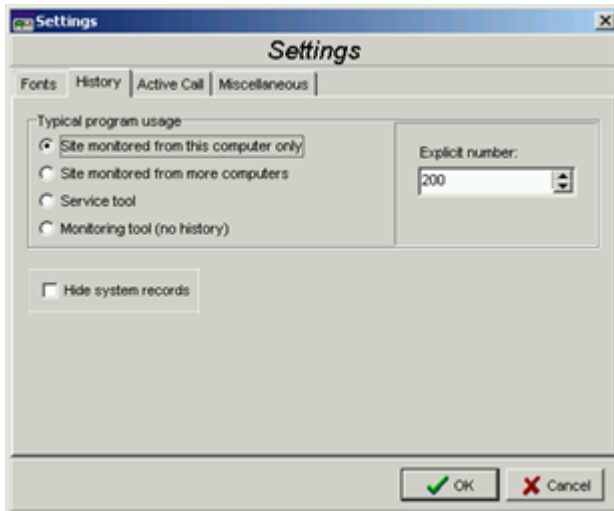 Settings
Settings
Fonts History Active Call Miscellaneous
Typical program usage
Site monitored from this computer only
Site monitored from more computers
Service tool
Monitoring tool (no history)
Explicit number:
200
Hide system records
OK Cancel